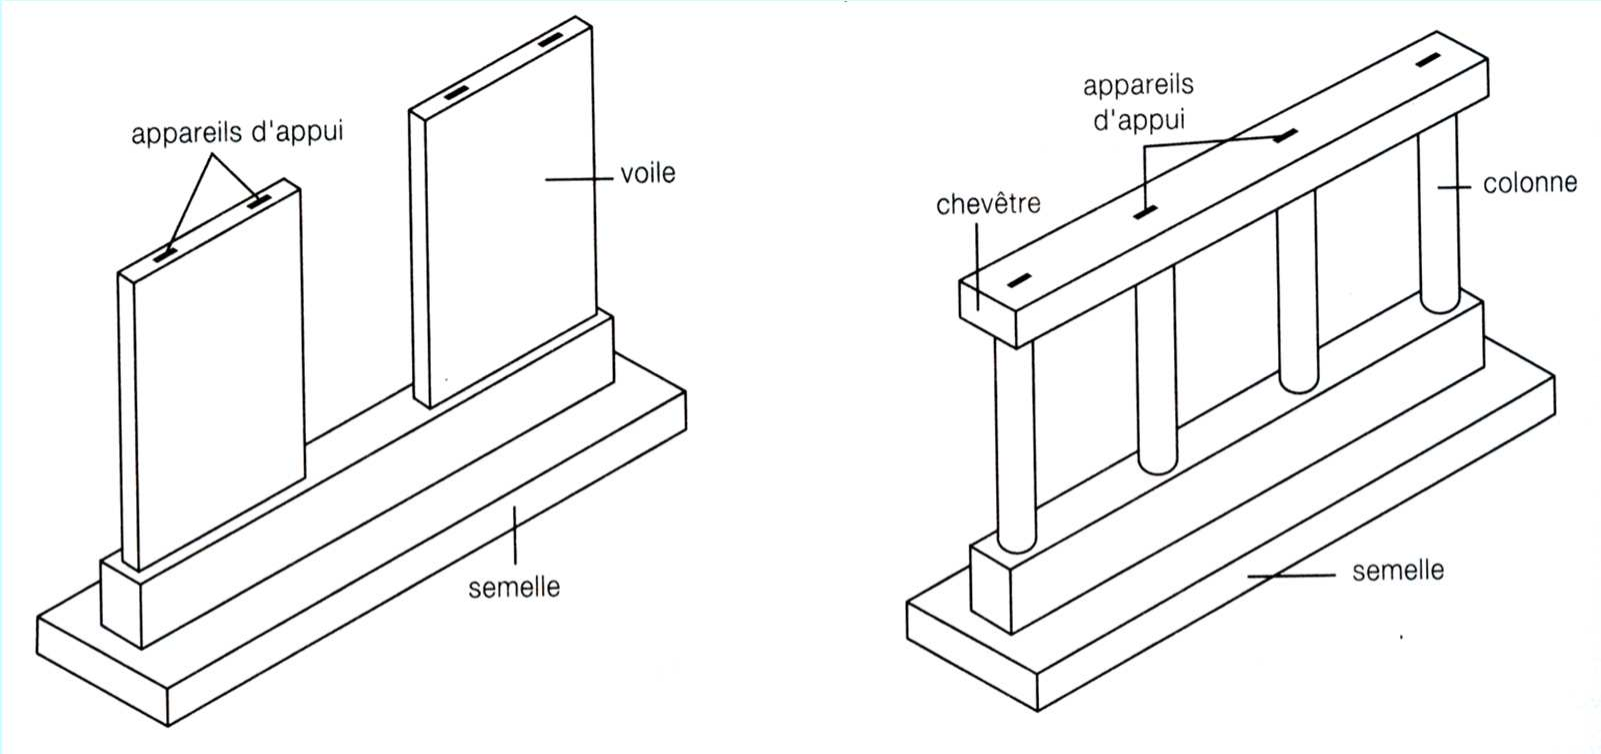 appareils d'appui
voile
semelle
appareils
d'appui
chevêtre
colonne
semelle